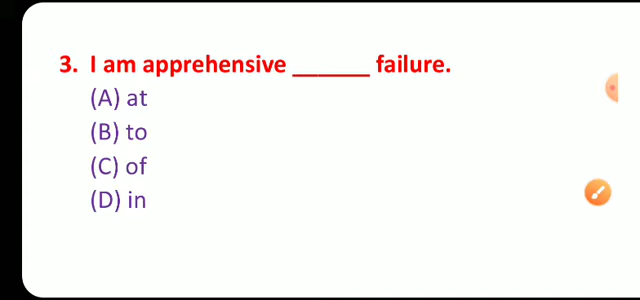 3. I am apprehensive ______ failure.
(A) at
(B) to
(C) of
(D) in